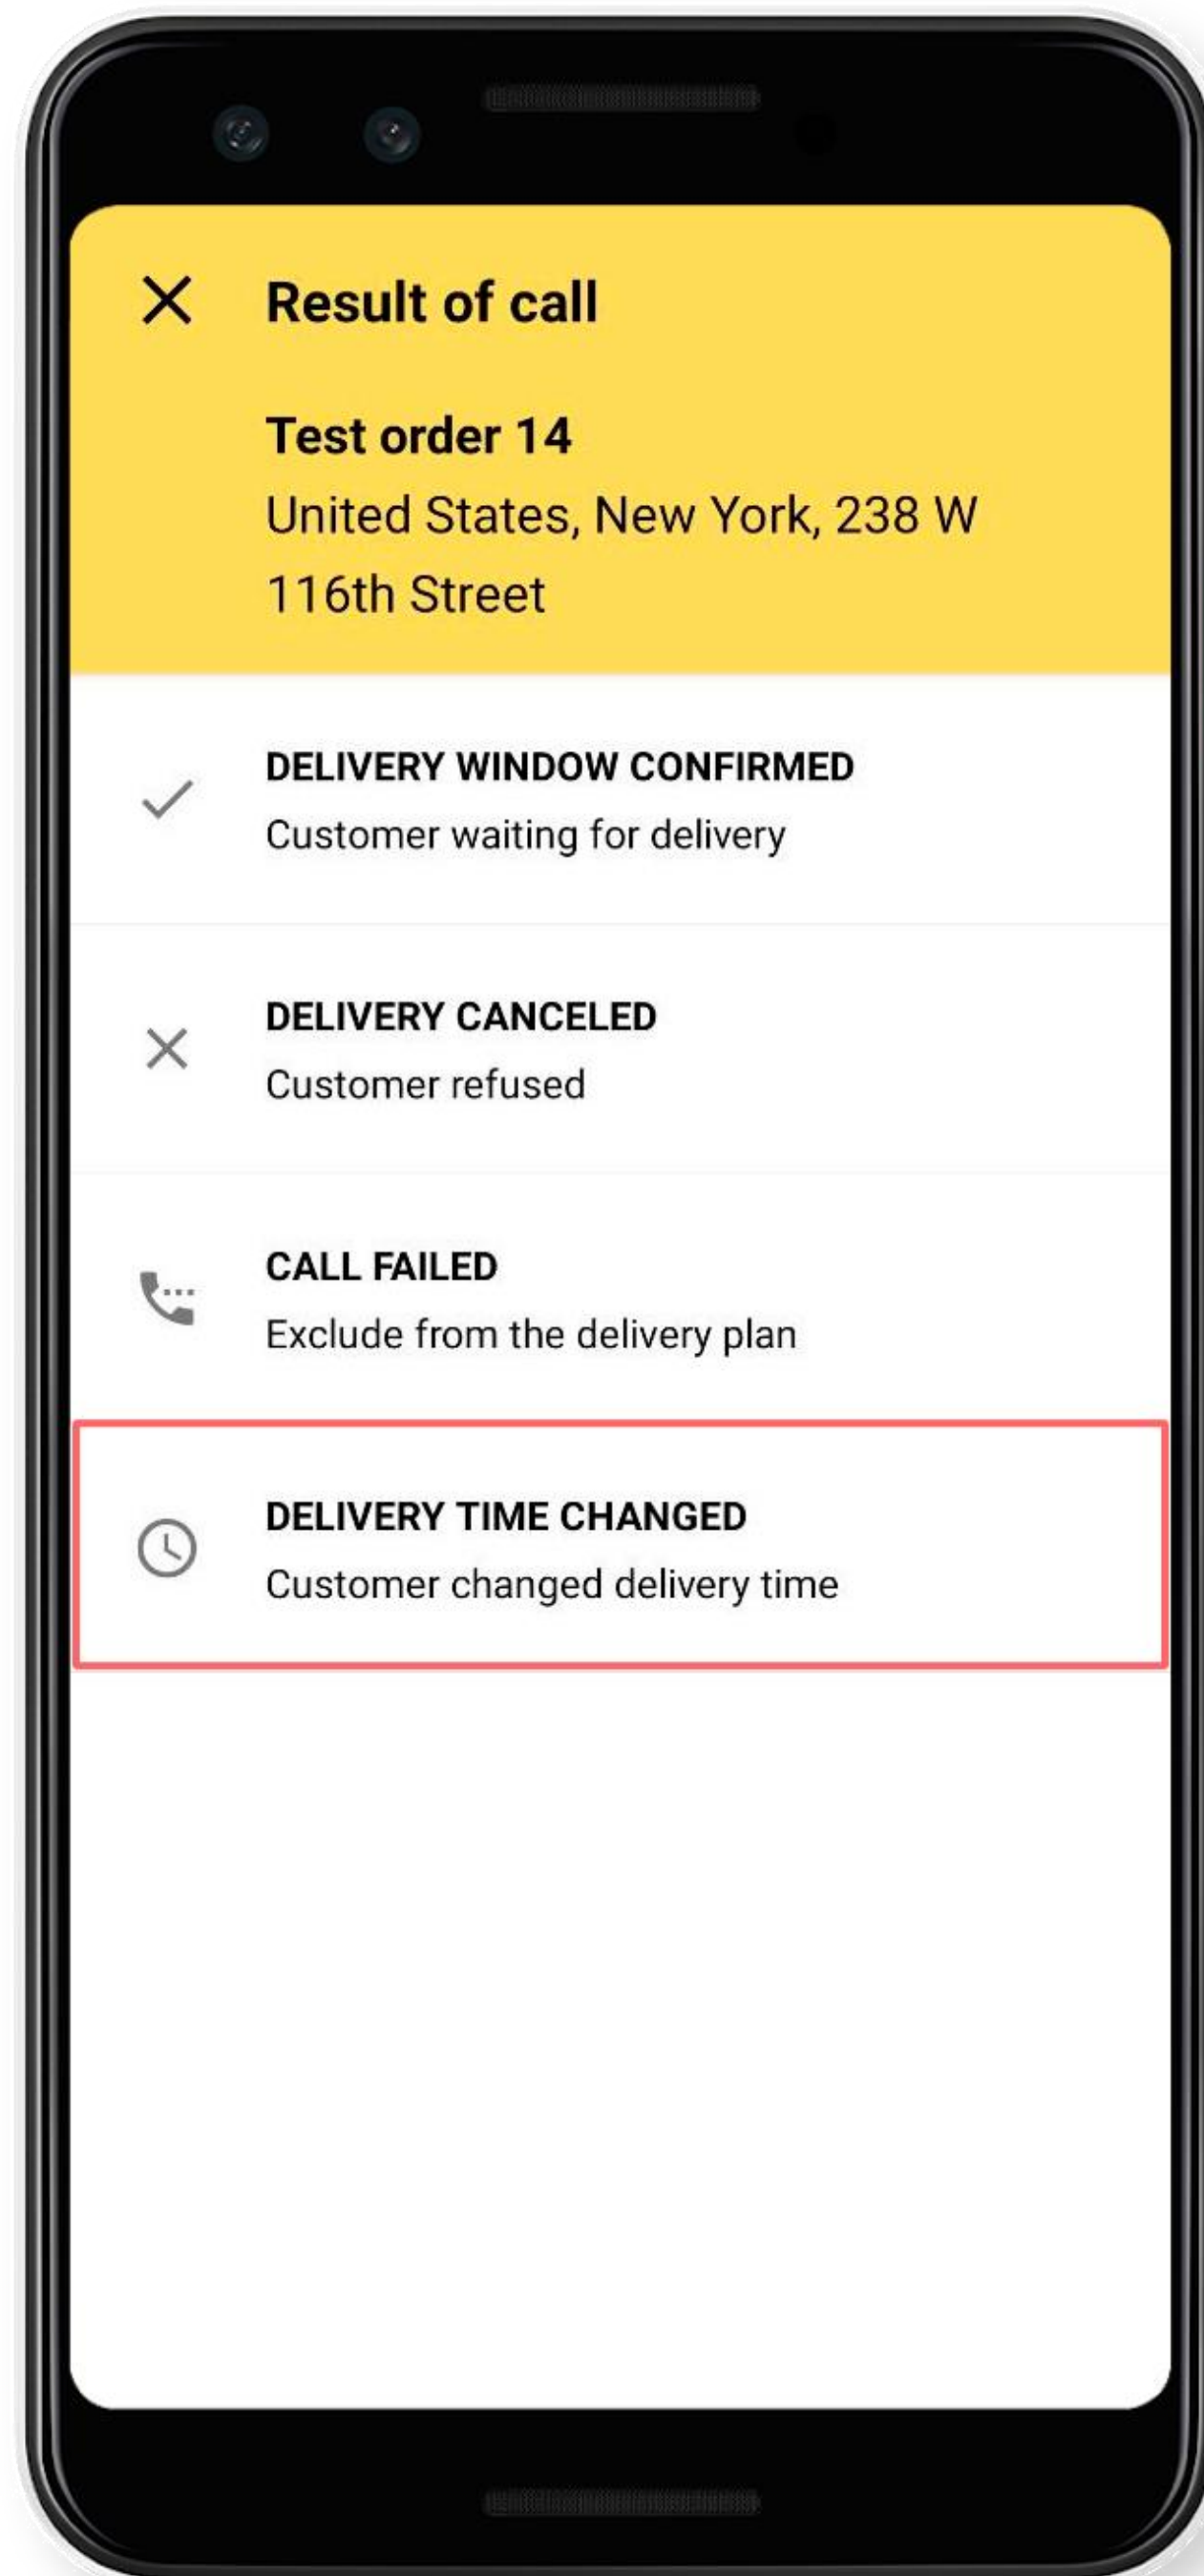 Result of call
Test order 14
United States, New York, 238 W
116th Street
DELIVERY WINDOW CONFIRMED
Customer waiting for delivery
DELIVERY CANCELED
Customer refused
CALL FAILED
Exclude from the delivery plan
DELIVERY TIME CHANGED
Customer changed delivery time